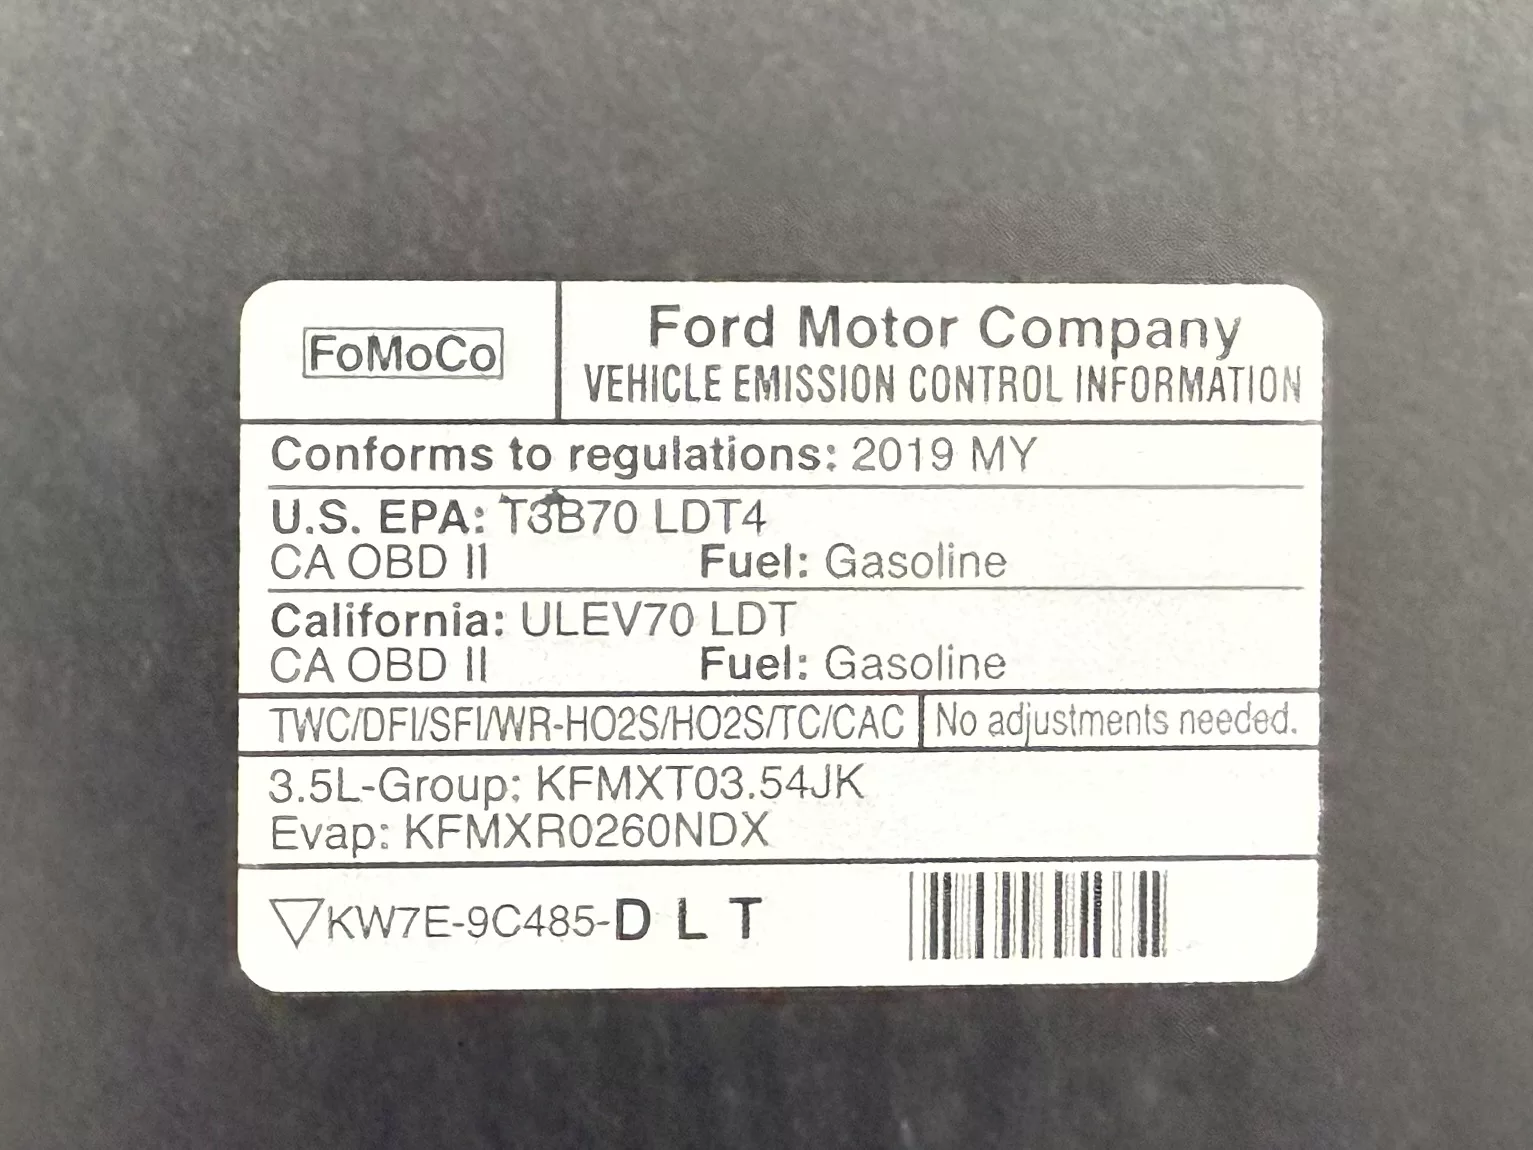 FoMoCo
Ford Motor Company
VEHICLE EMISSION CONTROL INFORMATION
Conforms to regulations: 2019 MY
U.S. EPA: T3B70 LDT4
CA OBD II Fuel: Gasoline
California: ULEV70 LDT
CA OBD II Fuel: Gasoline
TWC/DFI/SFI/WR-HO2S/HO2S/TC/CAC No adjustments needed.
3.5L-Group: KFMXT03.54JK
Evap: KFMXR0260NDX
KW7E-9C485-D L T